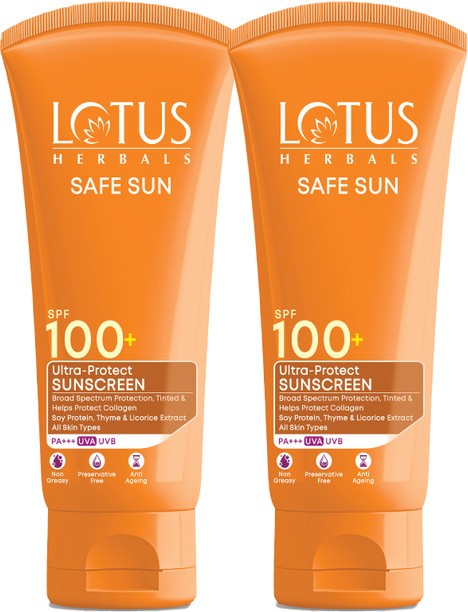 LOTUS
HERBALS
SAFE SUN
SPF
100+
Ultra-Protect
SUNSCREEN
Broad Spectrum Protection, Tinted &
Helps Protect Collagen
Soy Protein, Thyme & Licorice Extract
All Skin Types
PA+++ UVA UVB
Non
Greasy
Preservative
Free
Anti
Ageing
LOTUS
HERBALS
SAFE SUN
SPF
100+
Ultra-Protect
SUNSCREEN
Broad Spectrum Protection, Tinted &
Helps Protect Collagen
Soy Protein, Thyme & Licorice Extract
All Skin Types
PA+++ UVA UVB
Non
Greasy
Preservative
Free
Anti
Ageing